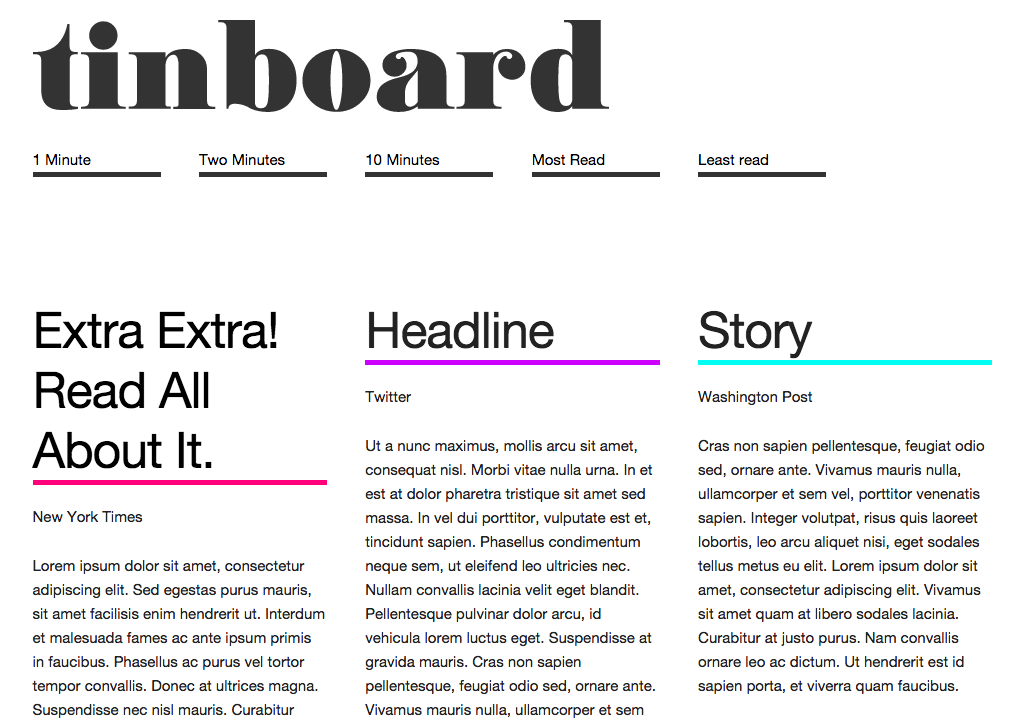 tinboard
1 Minute
Two Minutes
10 Minutes
Most Read
Least read
Extra Extra!
Read All
About It.
New York Times
Lorem ipsum dolor sit amet, consectetur
adipiscing elit. Sed egestas purus mauris,
sit amet facilisis enim hendrerit ut. Interdum
et malesuada fames ac ante ipsum primis
in faucibus. Phasellus ac purus vel tortor
tempor convallis. Donec at ultrices magna.
Suspendisse nec nisl mauris. Curabitur
Headline
Twitter
Ut a nunc maximus, mollis arcu sit amet,
consequat nisl. Morbi vitae nulla urna. In et
est at dolor pharetra tristique sit amet sed
massa. In vel dui porttitor, vulputate est et,
tincidunt sapien. Phasellus condimentum
neque sem, ut eleifend leo ultricies nec.
Nullam convallis lacinia velit eget blandit.
Pellentesque pulvinar dolor arcu, id
vehicula lorem luctus eget. Suspendisse at
gravida mauris. Cras non sapien
pellentesque, feugiat odio sed, ornare ante.
Vivamus mauris nulla, ullamcorper et sem
Story
Washington Post
Cras non sapien pellentesque, feugiat odio
sed, ornare ante. Vivamus mauris nulla,
ullamcorper et sem vel, porttitor venenatis
sapien. Integer volutpat, risus quis laoreet
lobortis, leo arcu aliquet nisi, eget sodales
tellus metus eu elit. Lorem ipsum dolor sit
amet, consectetur adipiscing elit. Vivamus
sit amet quam at libero sodales lacinia.
Curabitur at justo purus. Nam convallis
ornare leo ac dictum. Ut hendrerit est id
sapien porta, et viverra quam faucibus.